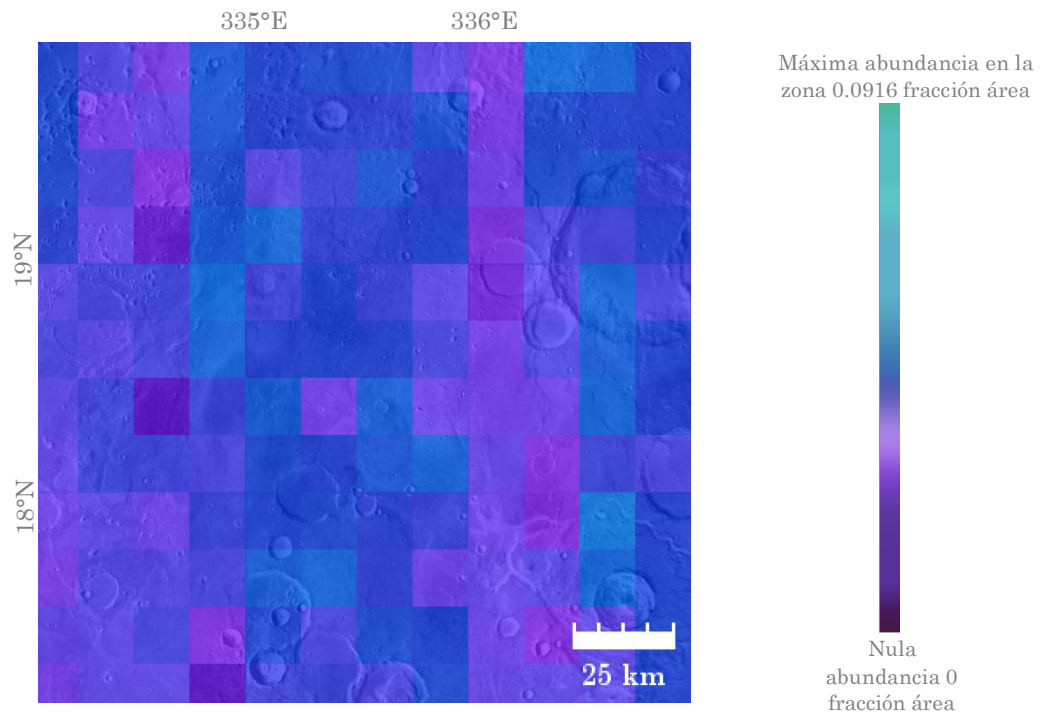 335°E
336°E
19°N
18°N
25 km
Máxima abundancia en la
zona 0.0916 fracción área
Nula
abundancia 0
fracción área